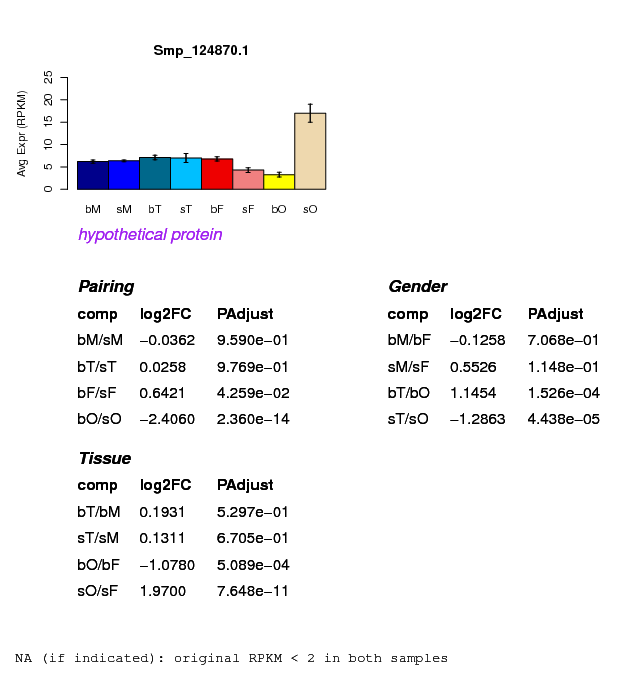 Smp_124870.1
Avg Expr (RPKM)
25
20
15
10
5
0
bM sM bT sT bF sF bO sO
hypothetical protein
Pairing
comp log2FC PAdjust
bM/sM −0.0362 9.590e−01
bT/sT 0.0258 9.769e−01
bF/sF 0.6421 4.259e−02
bO/sO −2.4060 2.360e−14
Gender
comp log2FC PAdjust
bM/bF −0.1258 7.068e−01
sM/sF 0.5526 1.148e−01
bT/bO 1.1454 1.526e−04
sT/sO −1.2863 4.438e−05
Tissue
comp log2FC PAdjust
bT/bM 0.1931 5.297e−01
sT/sM 0.1311 6.705e−01
bO/bF −1.0780 5.089e−04
sO/sF 1.9700 7.648e−11
NA (if indicated): original RPKM < 2 in both samples